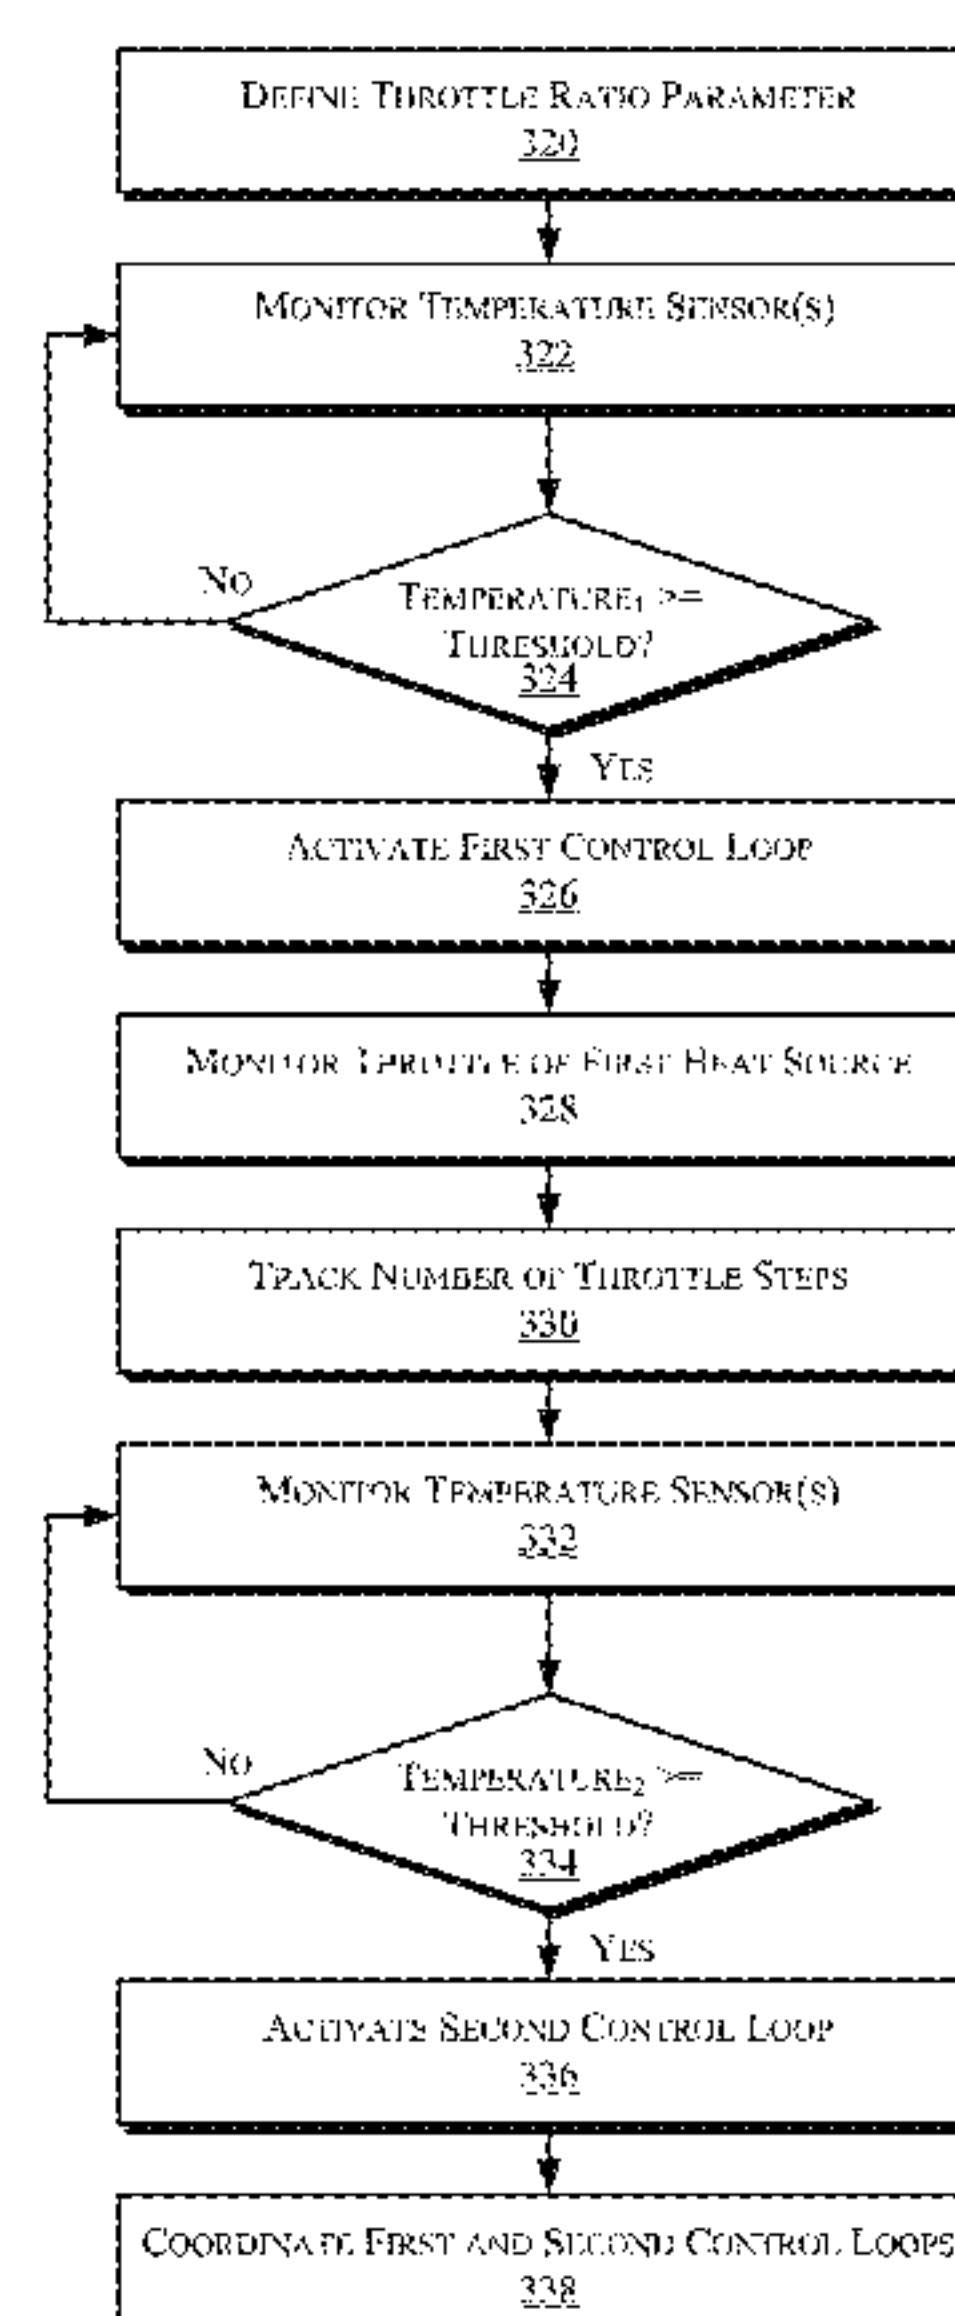 DEFINE THROTTLE RATIO PARAMETER
320
MONITOR TEMPERATURE SENSOR(S)
322
NO
TEMPERATURE₁ >=
THRESHOLD?
324
YES
ACTIVATE FIRST CONTROL LOOP
326
MONITOR THROTTLE OF FIRST HEAT SOURCE
328
TRACK NUMBER OF THROTTLE STEPS
330
MONITOR TEMPERATURE SENSOR(S)
332
NO
TEMPERATURE₂ >=
THRESHOLD?
334
YES
ACTIVATE SECOND CONTROL LOOP
336
COORDINATE FIRST AND SECOND CONTROL LOOPS
338